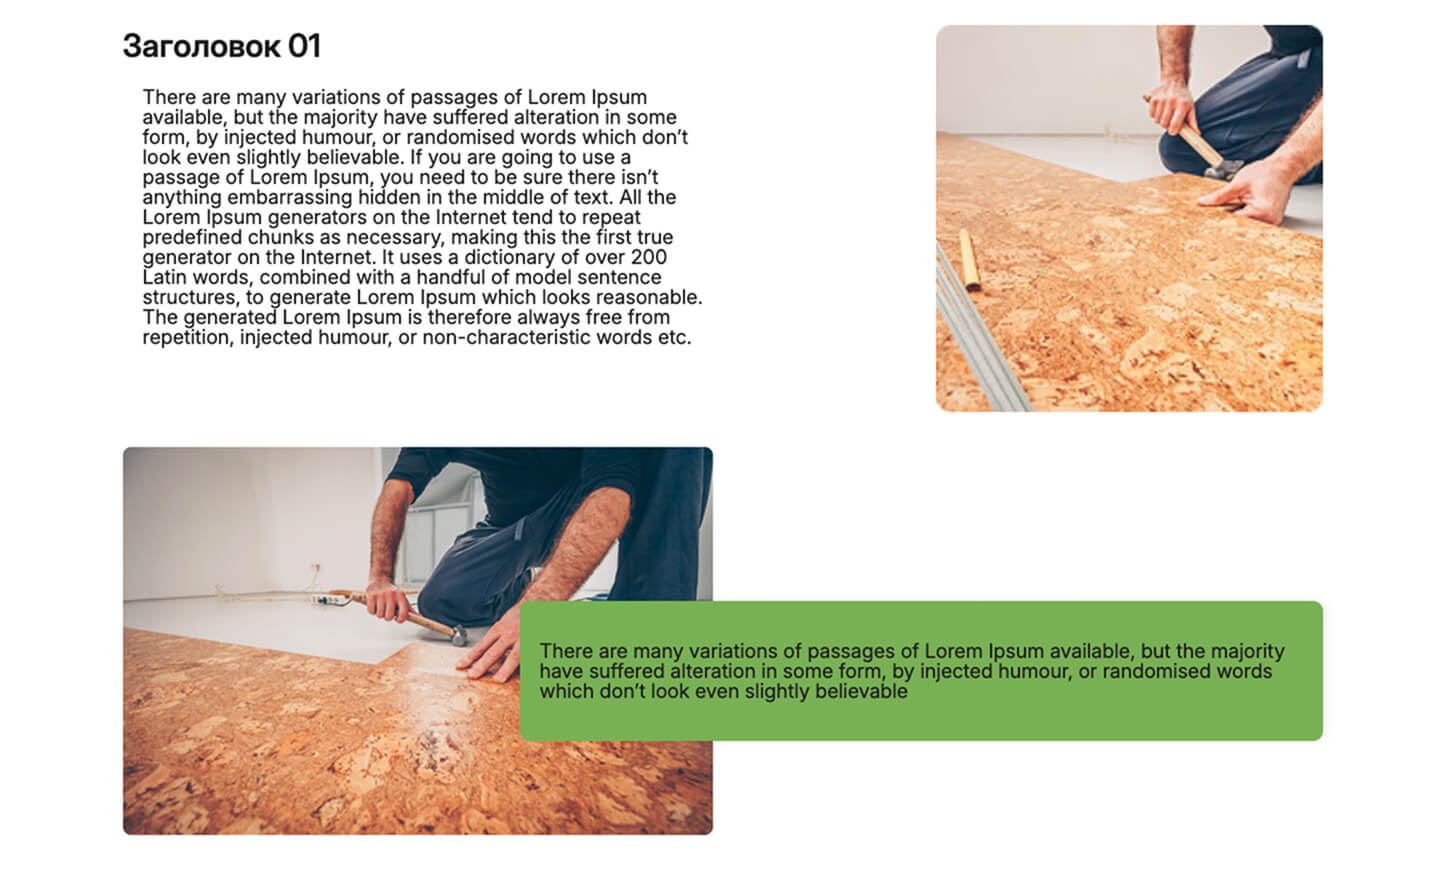 Заголовок 01
There are many variations of passages of Lorem Ipsum
available, but the majority have suffered alteration in some
form, by injected humour, or randomised words which don’t
look even slightly believable. If you are going to use a
passage of Lorem Ipsum, you need to be sure there isn’t
anything embarrassing hidden in the middle of text. All the
Lorem Ipsum generators on the Internet tend to repeat
predefined chunks as necessary, making this the first true
generator on the Internet. It uses a dictionary of over 200
Latin words, combined with a handful of model sentence
structures, to generate Lorem Ipsum which looks reasonable.
The generated Lorem Ipsum is therefore always free from
repetition, injected humour, or non-characteristic words etc.
There are many variations of passages of Lorem Ipsum available, but the majority
have suffered alteration in some form, by injected humour, or randomised words
which don’t look even slightly believable